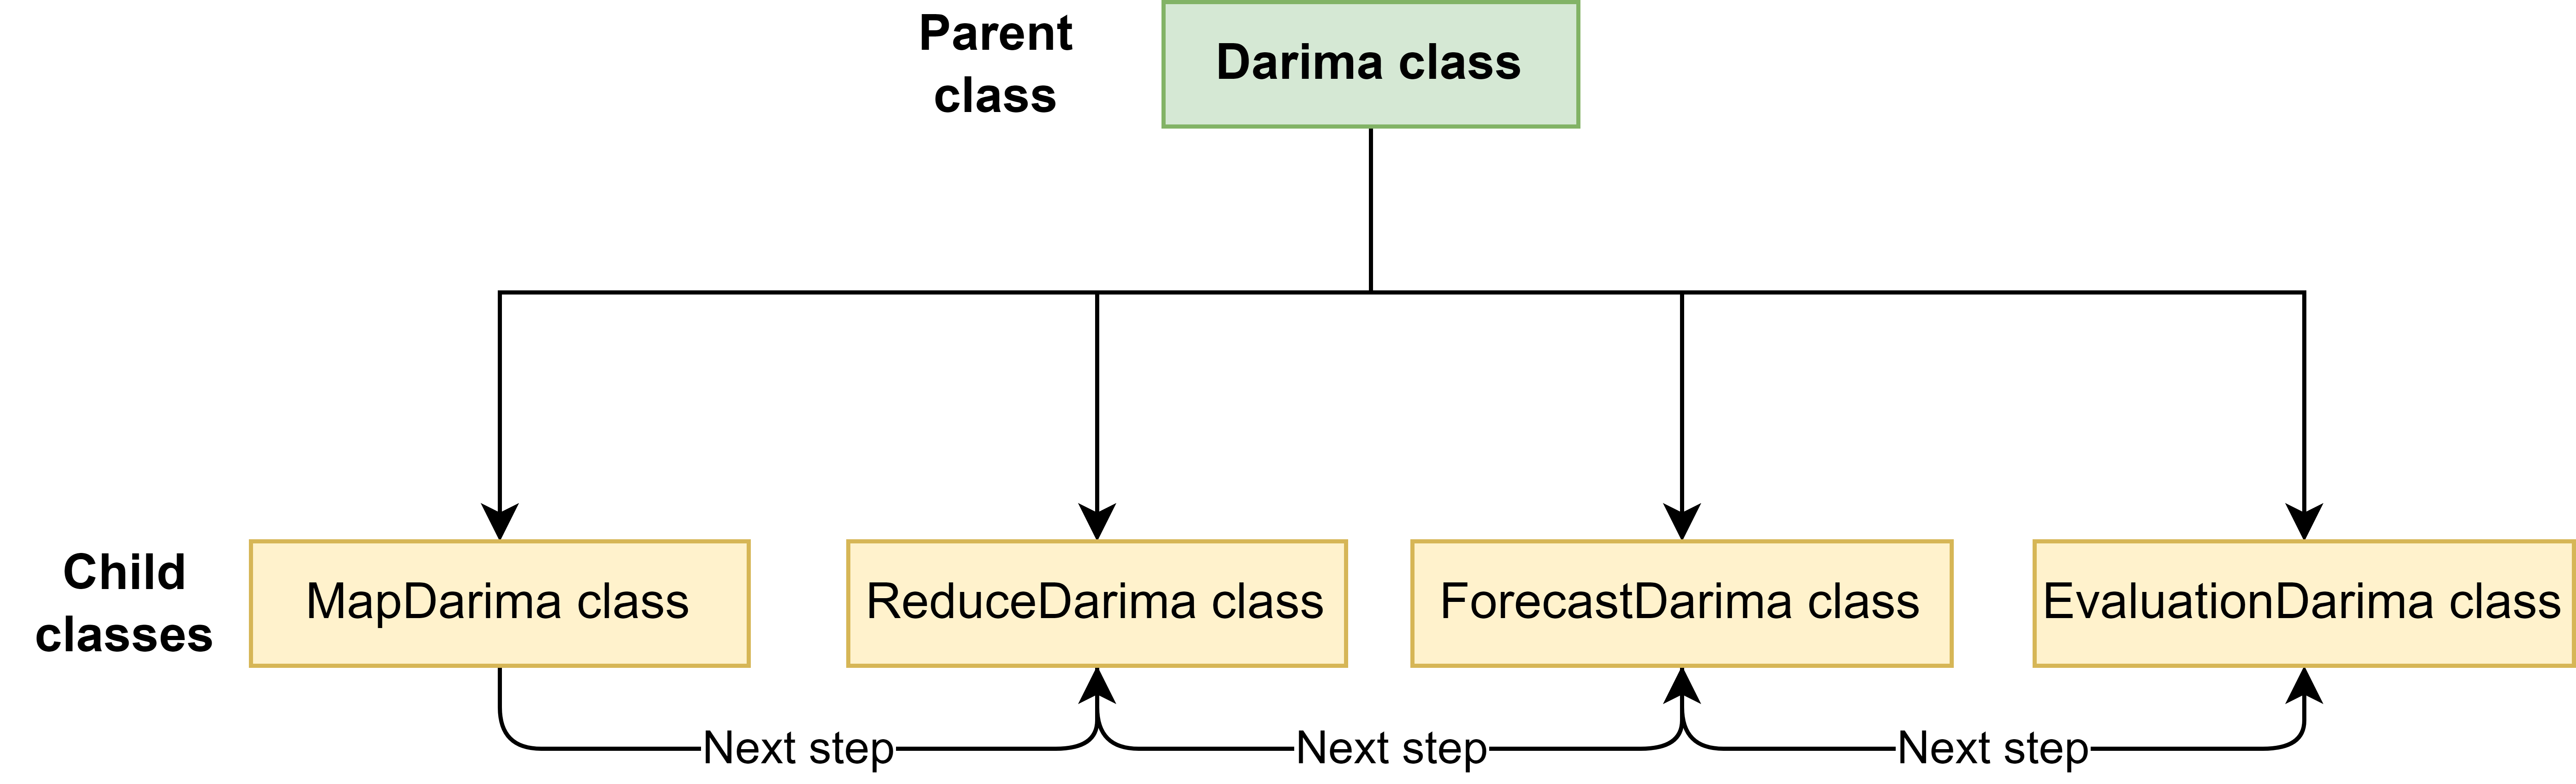 Parent
class
Darima class
Child
classes
MapDarima class
ReduceDarima class
ForecastDarima class
EvaluationDarima class
Next step
Next step
Next step